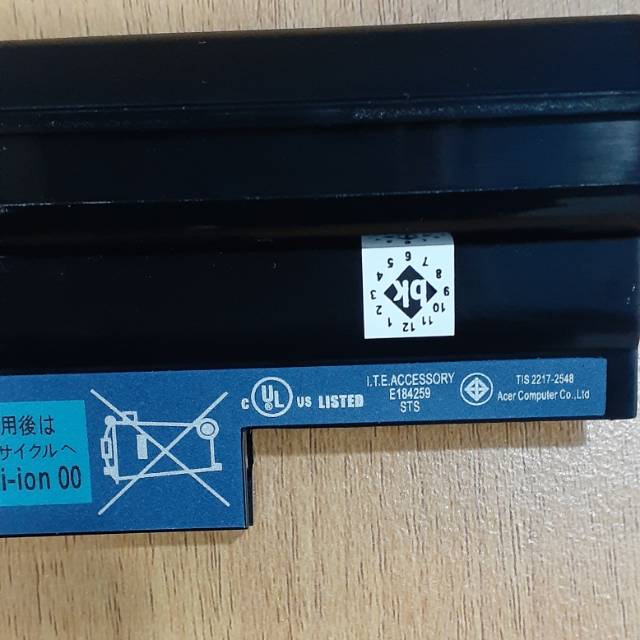 bk
1 2 3 4 5 6 7 8 9 10 11 12
用後は
サイクルへ
i-ion 00
C UL US LISTED
I.T.E. ACCESSORY
E184259
STS
TIS 2217-2548
Acer Computer Co.,Ltd